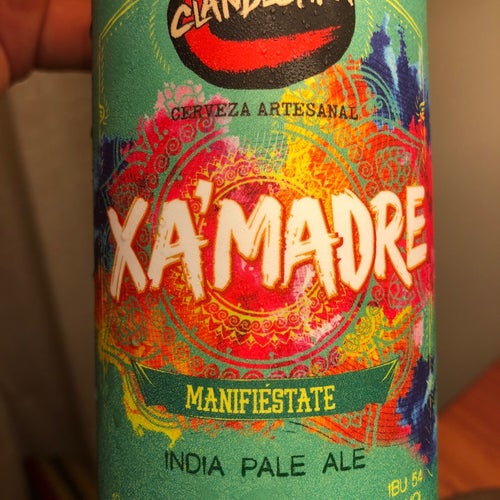 CERVEZA ARTESANAL
XA'MADRE
MANIFIÉSTATE
INDIA PALE ALE
IBU 54